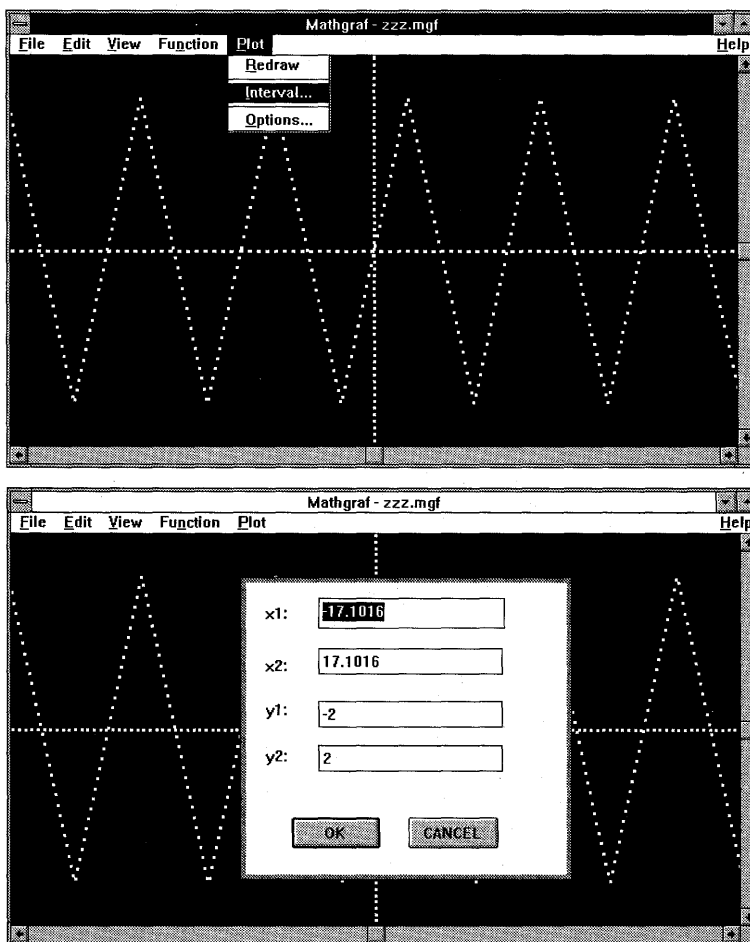 Mathgraf - zzz.mgf
File Edit View Function Plot Help
Redraw
Interval...
Options...
Mathgraf - zzz.mgf
File Edit View Function Plot Help
x1: -17.1016
x2: 17.1016
y1: -2
y2: 2
OK CANCEL